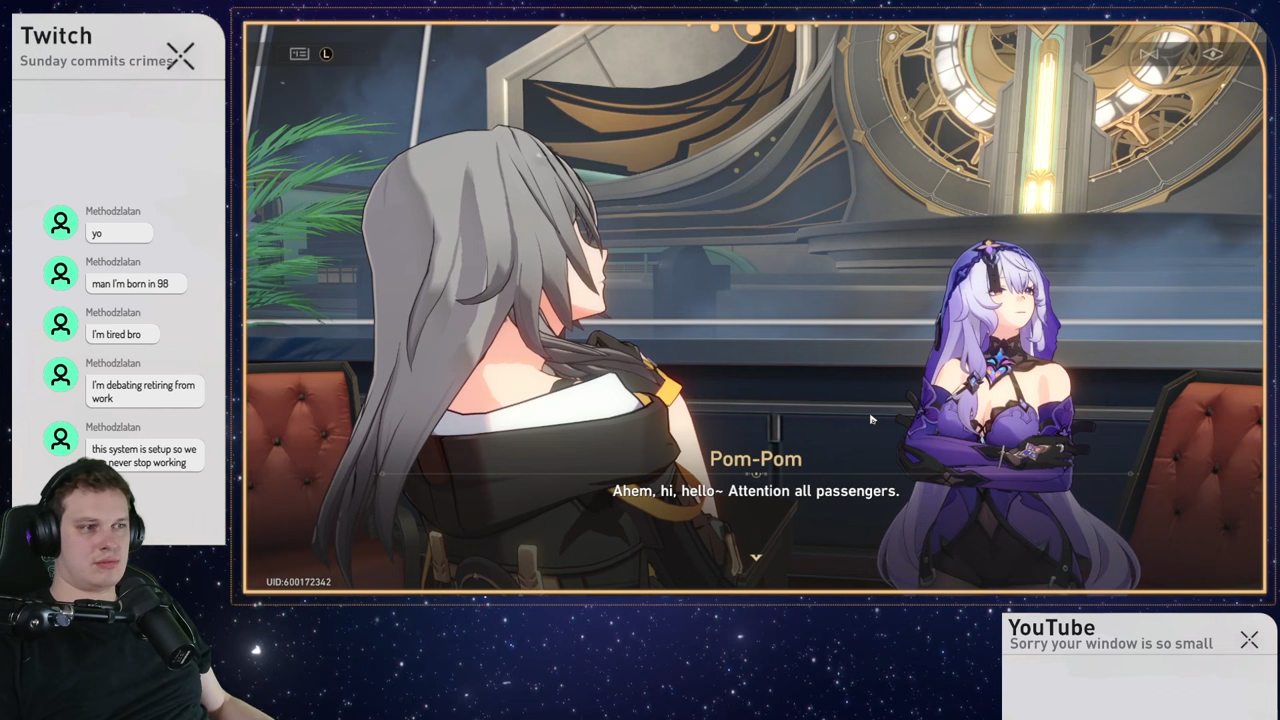 Twitch
Sunday commits crimes
Methodzlatan
yo
Methodzlatan
man I'm born in 98
Methodzlatan
I'm tired bro
Methodzlatan
I'm debating retiring from
work
Methodzlatan
this system is setup so we
never stop working
L
Pom-Pom
Ahem, hi, hello~ Attention all passengers.
UID:600172342
YouTube
Sorry your window is so small